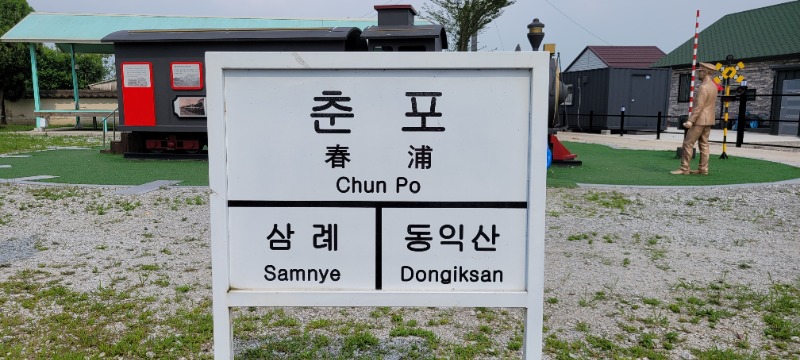 춘 포
春 浦
Chun Po
삼 례 동익산
Samnye Dongiksan